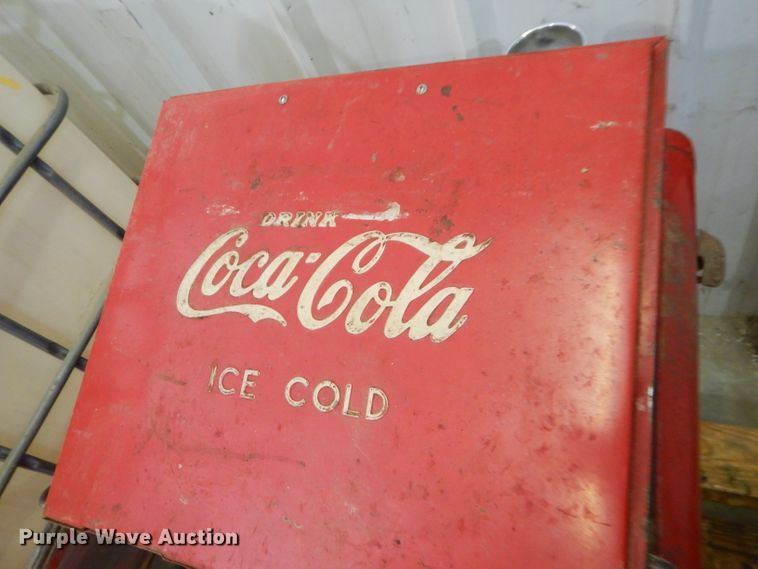 DRINK
Coca-Cola
ICE COLD
Purple Wave Auction